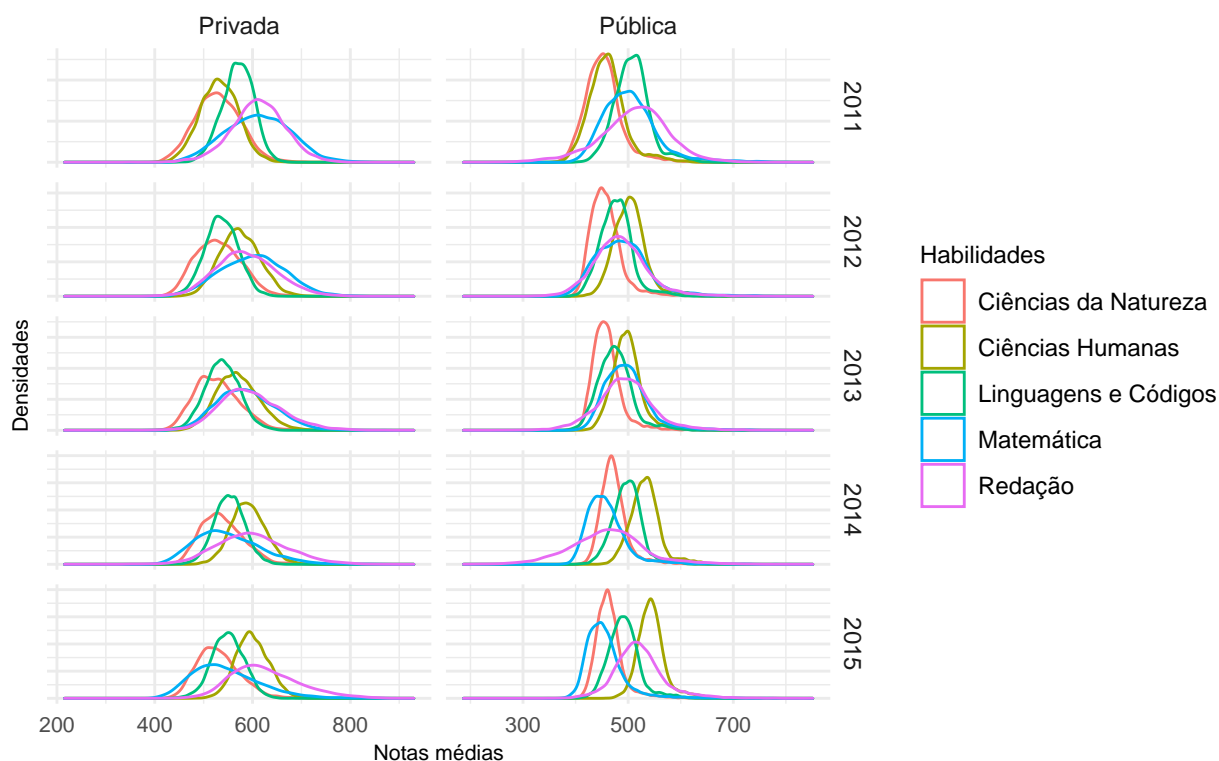 Privada
Pública
2011
2012
2013
2014
2015
Densidades
200
400
600
800
300
500
700
Notas médias
Habilidades
Ciências da Natureza
Ciências Humanas
Linguagens e Códigos
Matemática
Redação